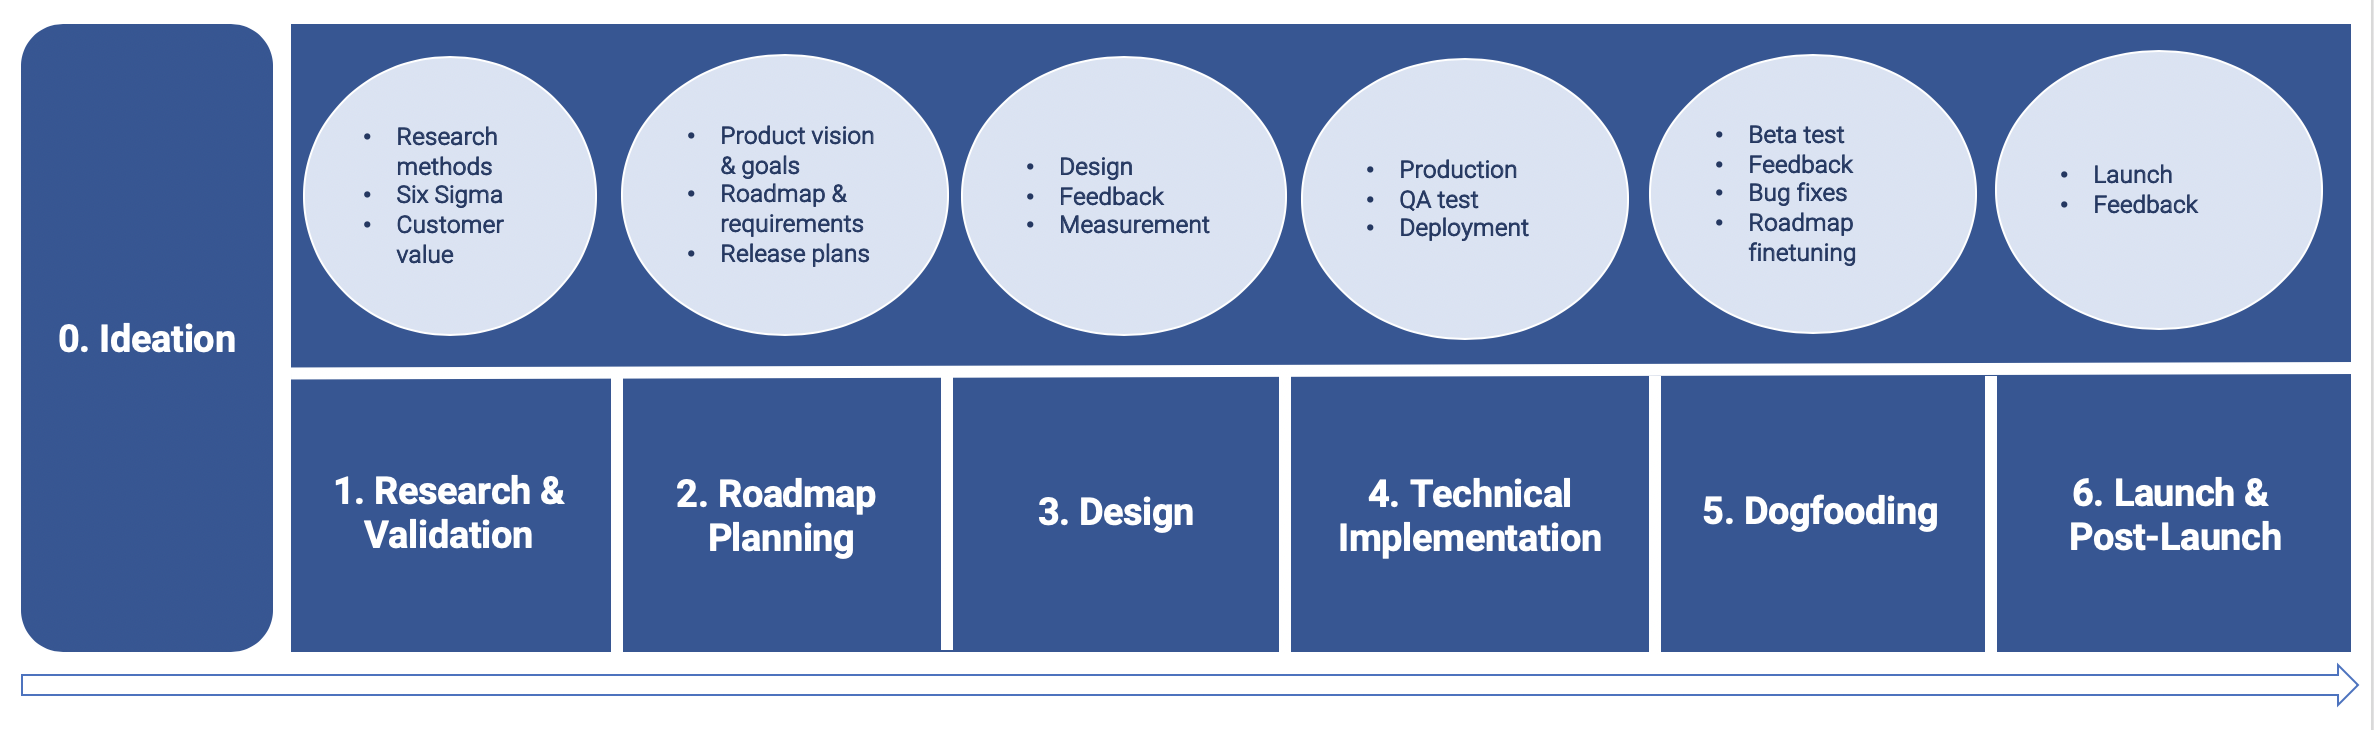 0. Ideation
• Research
methods
• Six Sigma
• Customer
value
• Product vision
& goals
• Roadmap &
requirements
• Release plans
• Design
• Feedback
• Measurement
• Production
• QA test
• Deployment
• Beta test
• Feedback
• Bug fixes
• Roadmap
finetuning
• Launch
• Feedback
1. Research &
Validation
2. Roadmap
Planning
3. Design
4. Technical
Implementation
5. Dogfooding
6. Launch &
Post-Launch